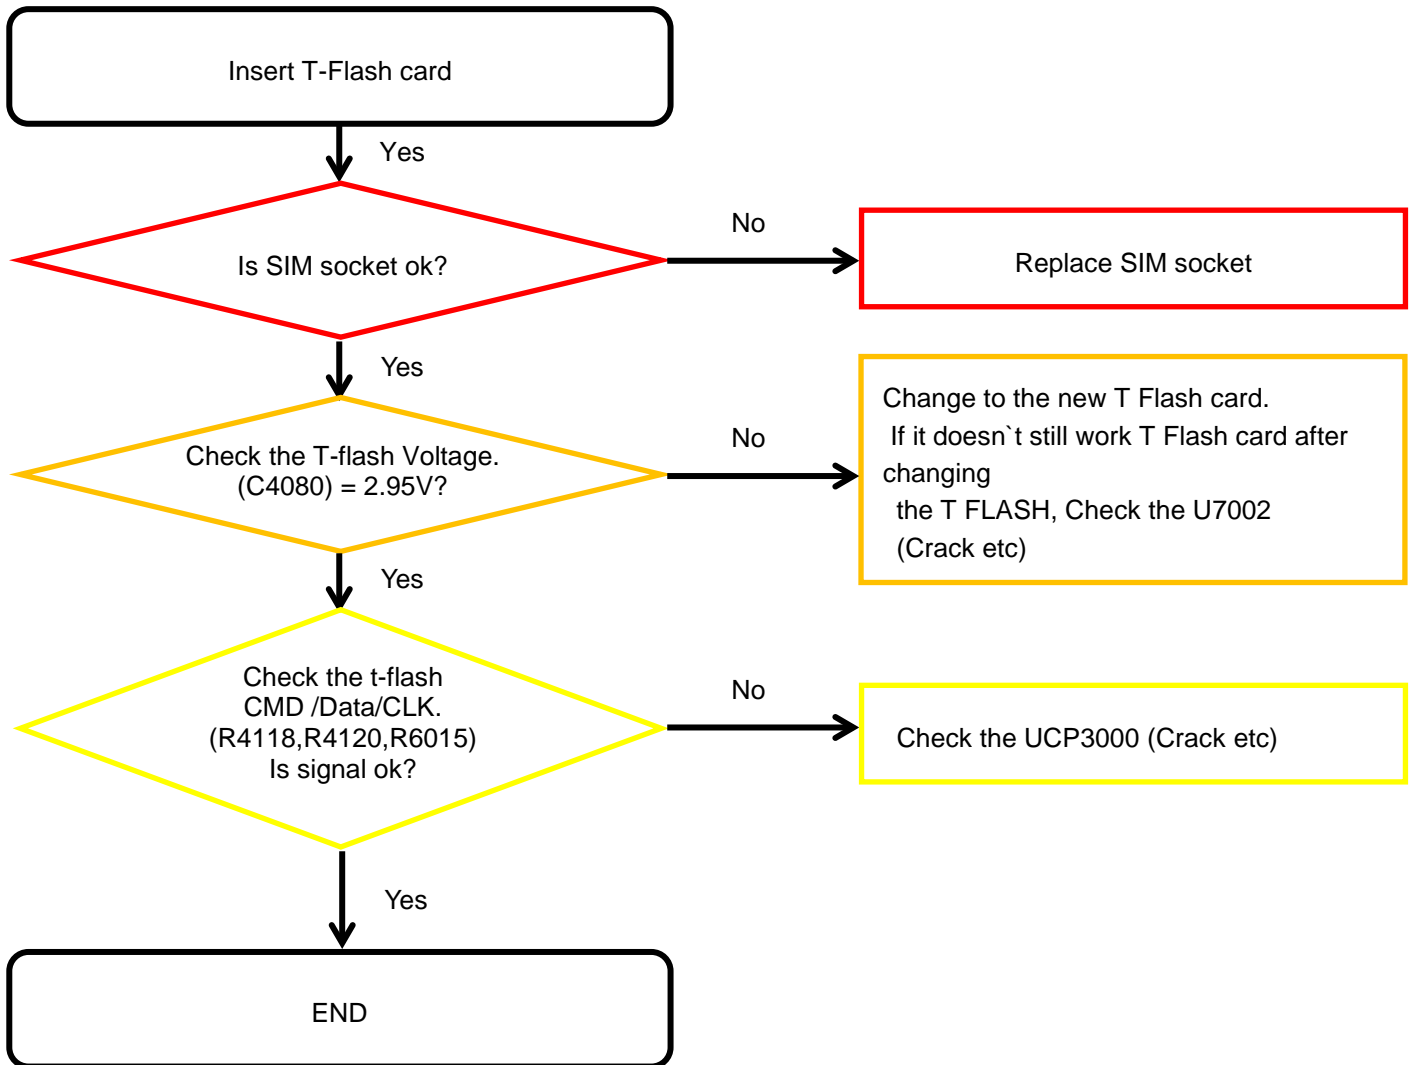 Insert T-Flash card
Yes
Is SIM socket ok?
No
Replace SIM socket
Yes
Check the T-flash Voltage.
(C4080) = 2.95V?
No
Change to the new T Flash card.
If it doesn`t still work T Flash card after
changing
the T FLASH, Check the U7002
(Crack etc)
Yes
Check the t-flash
CMD /Data/CLK.
(R4118,R4120,R6015)
Is signal ok?
No
Check the UCP3000 (Crack etc)
Yes
END